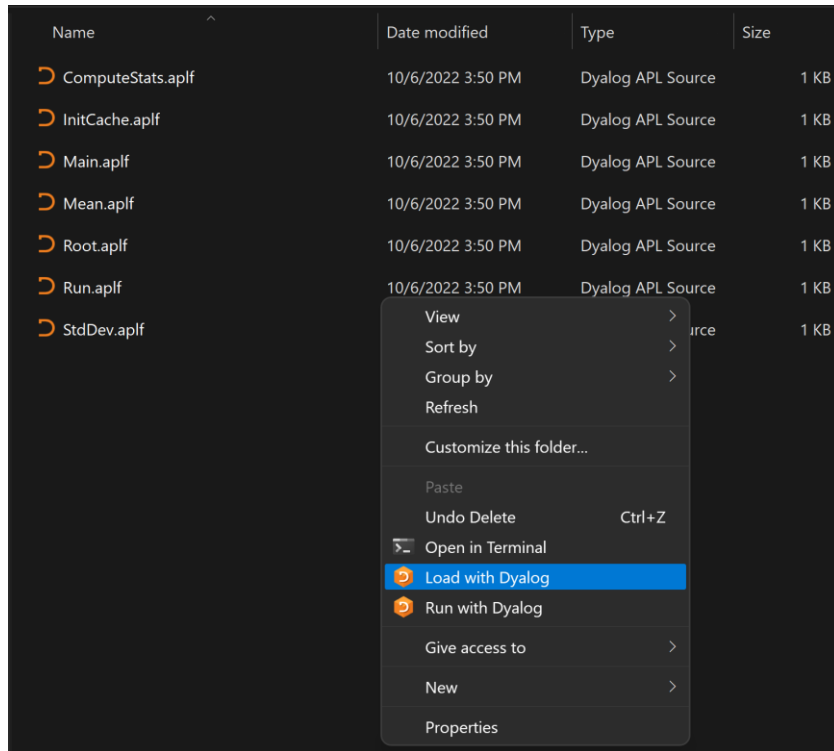 Name Date modified Type Size
ComputeStats.aplf 10/6/2022 3:50 PM Dyalog APL Source 1 KB
InitCache.aplf 10/6/2022 3:50 PM Dyalog APL Source 1 KB
Main.aplf 10/6/2022 3:50 PM Dyalog APL Source 1 KB
Mean.aplf 10/6/2022 3:50 PM Dyalog APL Source 1 KB
Root.aplf 10/6/2022 3:50 PM Dyalog APL Source 1 KB
Run.aplf 10/6/2022 3:50 PM Dyalog APL Source 1 KB
StdDev.aplf 1 KB
View
Sort by
Group by
Refresh
Customize this folder...
Paste
Undo Delete Ctrl+Z
Open in Terminal
Load with Dyalog
Run with Dyalog
Give access to
New
Properties